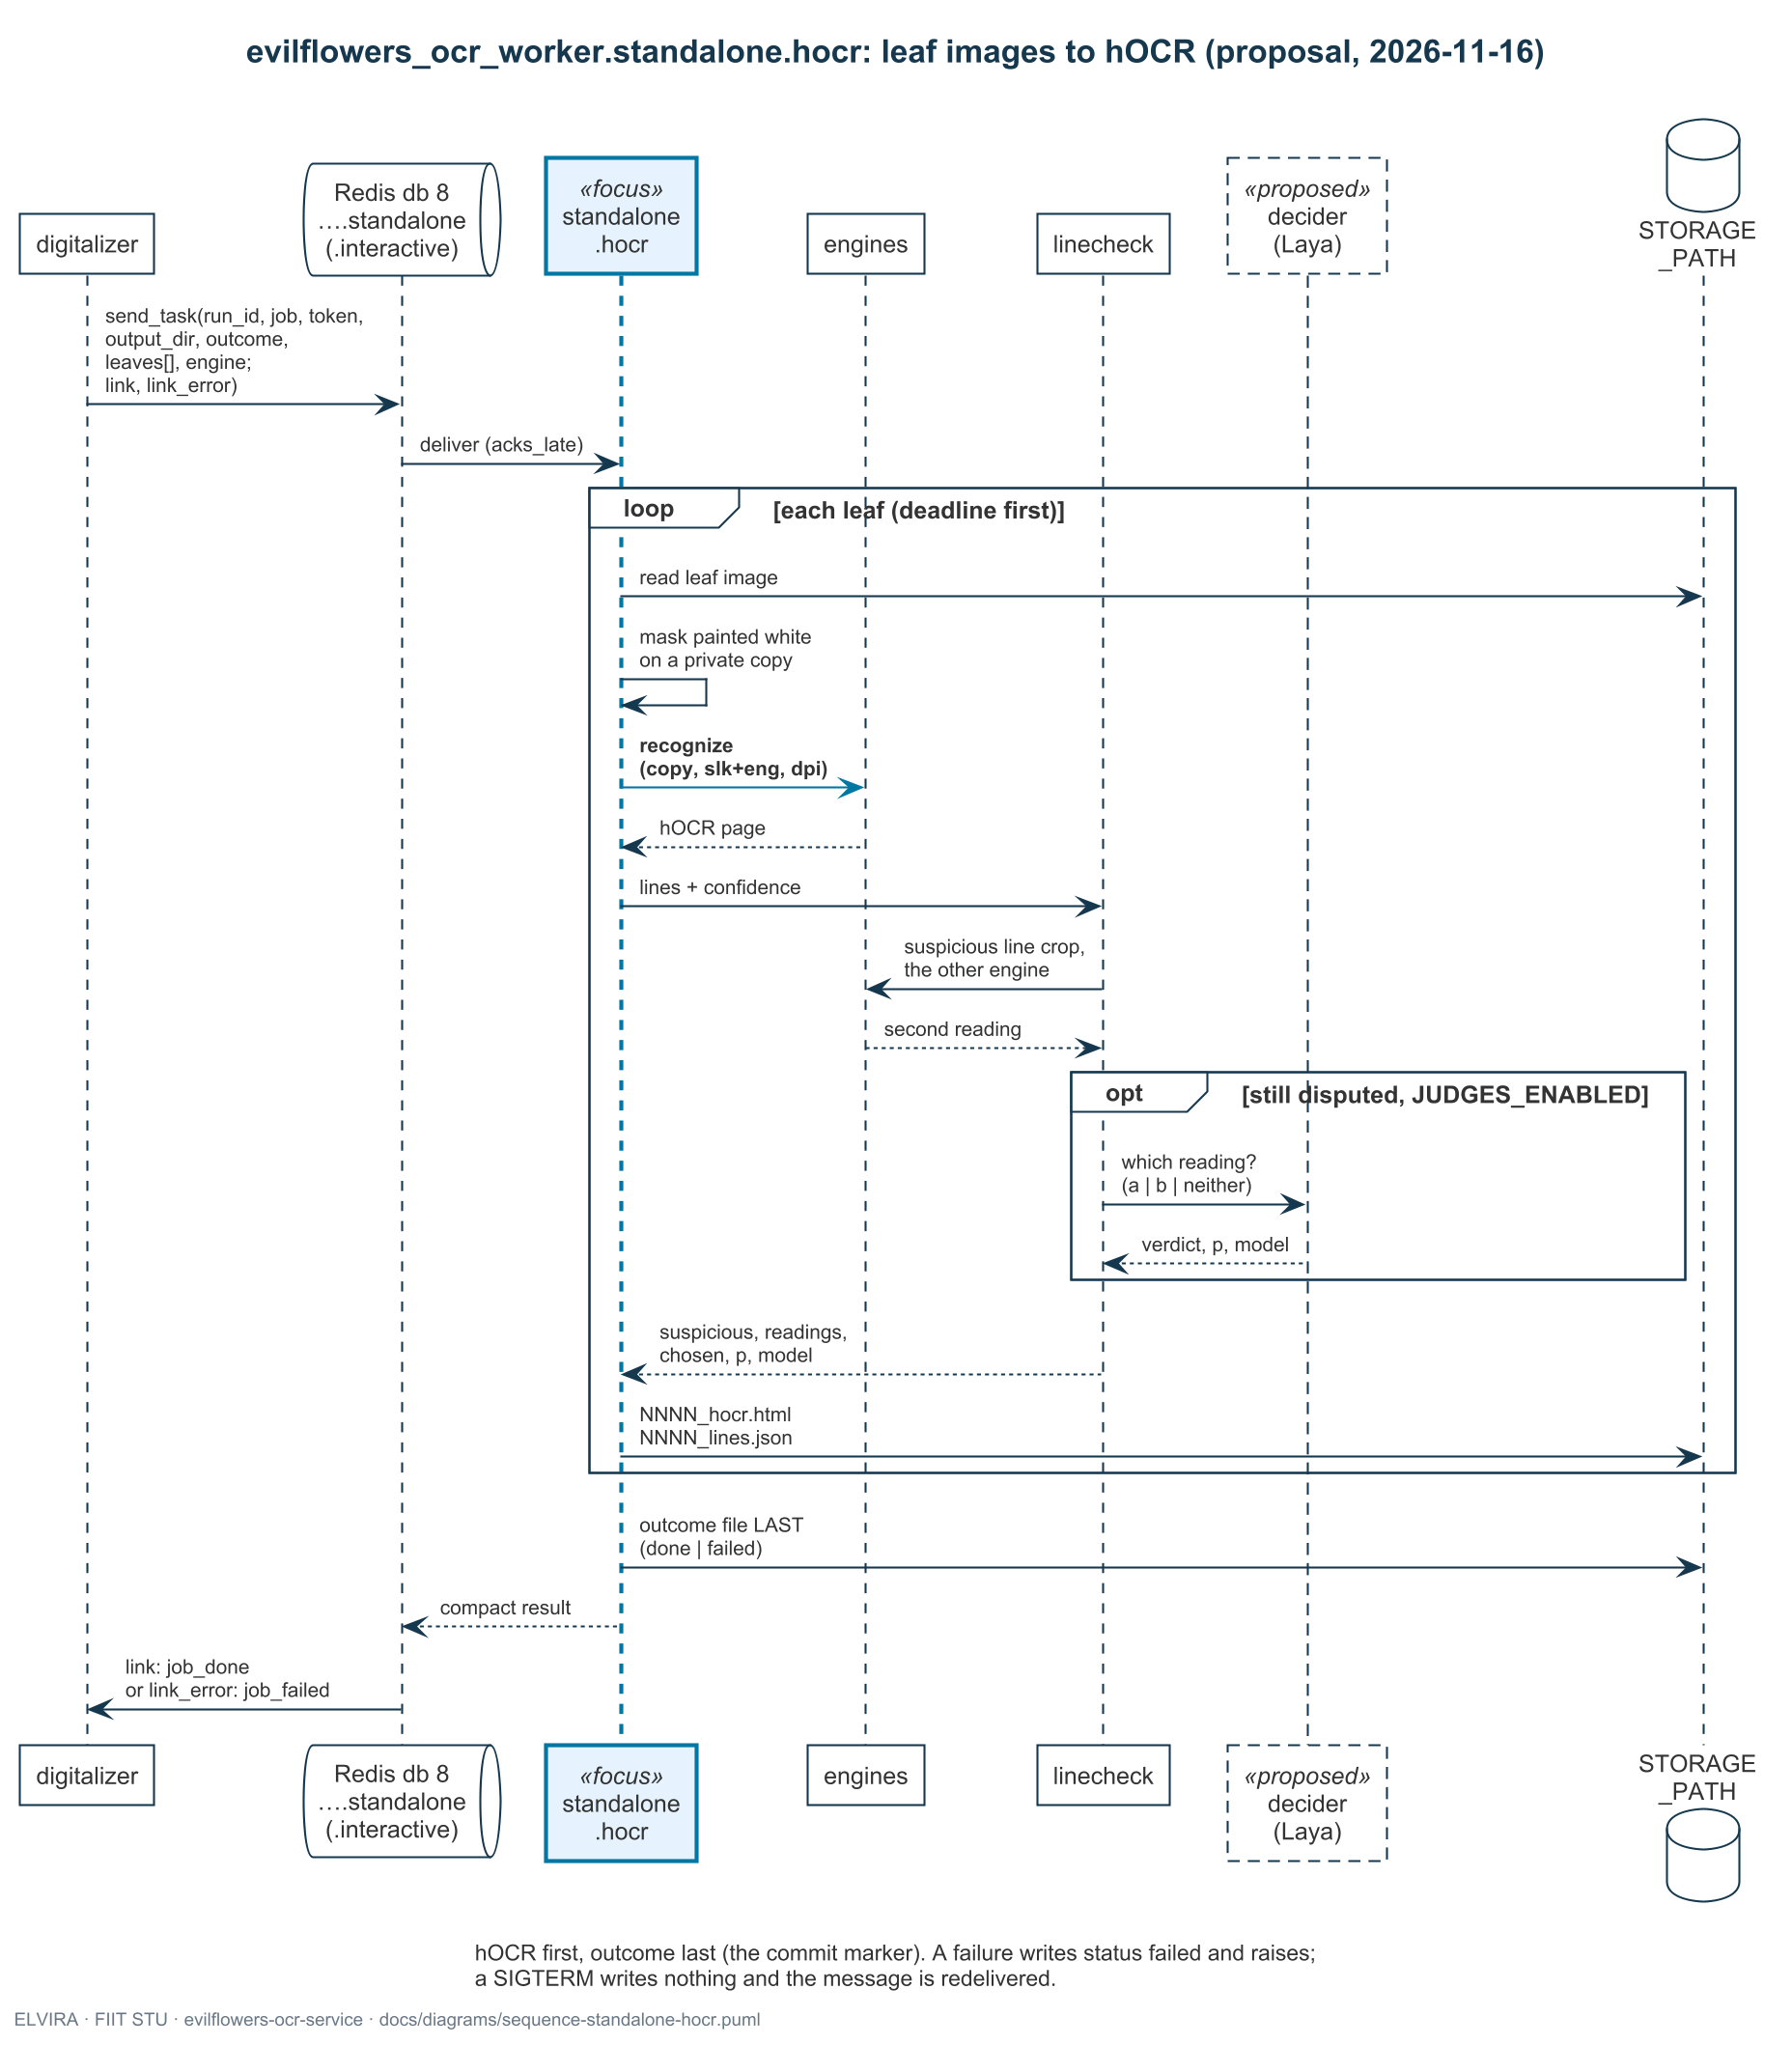 evilflowers_ocr_worker.standalone.hocr: leaf images to hOCR (proposal, 2026-11-16)
digitalizer
Redis db 8
….standalone
(.interactive)
«focus»
standalone
.hocr
engines
linecheck
«proposed»
decider
(Laya)
STORAGE
_PATH
send_task(run_id, job, token,
output_dir, outcome,
leaves[], engine;
link, link_error)
deliver (acks_late)
loop
[each leaf (deadline first)]
read leaf image
mask painted white
on a private copy
recognize
(copy, slk+eng, dpi)
hOCR page
lines + confidence
suspicious line crop,
the other engine
second reading
opt
[still disputed, JUDGES_ENABLED]
which reading?
(a | b | neither)
verdict, p, model
suspicious, readings,
chosen, p, model
NNNN_hocr.html
NNNN_lines.json
outcome file LAST
(done | failed)
compact result
link: job_done
or link_error: job_failed
digitalizer
Redis db 8
….standalone
(.interactive)
«focus»
standalone
.hocr
engines
linecheck
«proposed»
decider
(Laya)
STORAGE
_PATH
hOCR first, outcome last (the commit marker). A failure writes status failed and raises;
a SIGTERM writes nothing and the message is redelivered.
ELVIRA · FIIT STU · evilflowers-ocr-service · docs/diagrams/sequence-standalone-hocr.puml